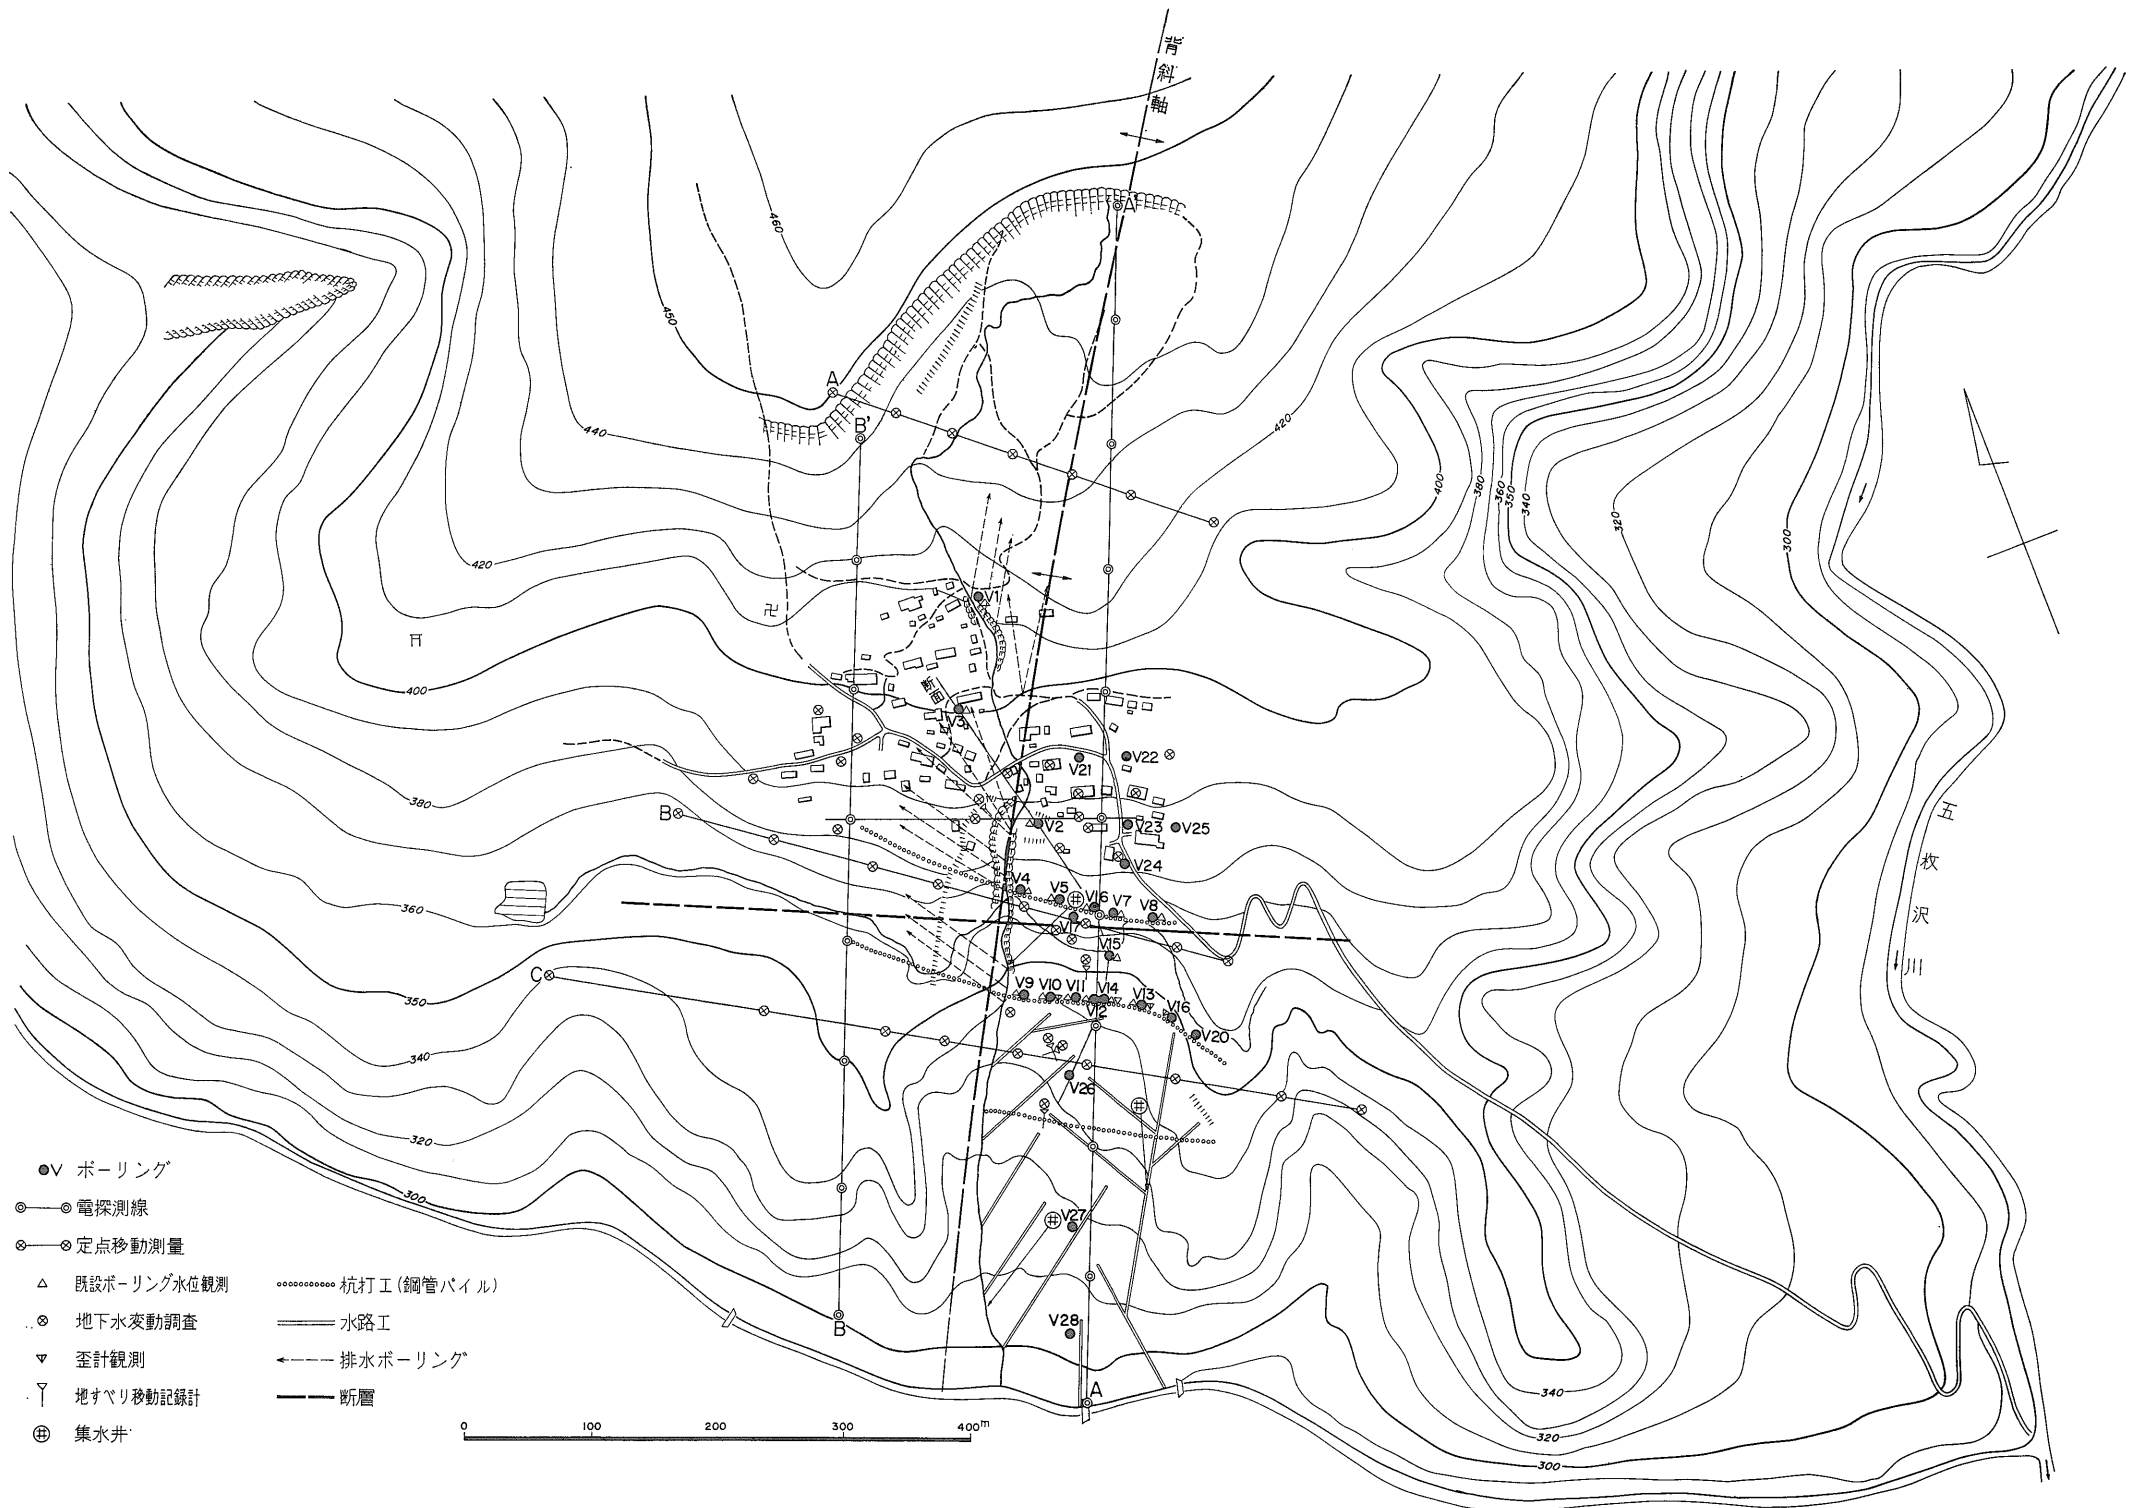 背斜軸
A'
460
450
A
B'
440
420
400
380
360
350
340
320
300
420
V1
卍
400
断面
V3
V22
V21
380
B
V2
V23
V25
V24
五枚沢川
V4
V5
V16
V7
V8
360
V17
V15
C
350
V9
V10
V11
V14
V13
V16
V12
V20
340
V26
320
V27
300
V28
B
A
340
320
300
●V ボーリング
電探測線
定点移動測量
既設ボーリング水位観測
杭打工(鋼管パイル)
地下水変動調査
水路工
歪計観測
排水ボーリング
地すべり移動記録計
断層
集水井
0 100 200 300 400m